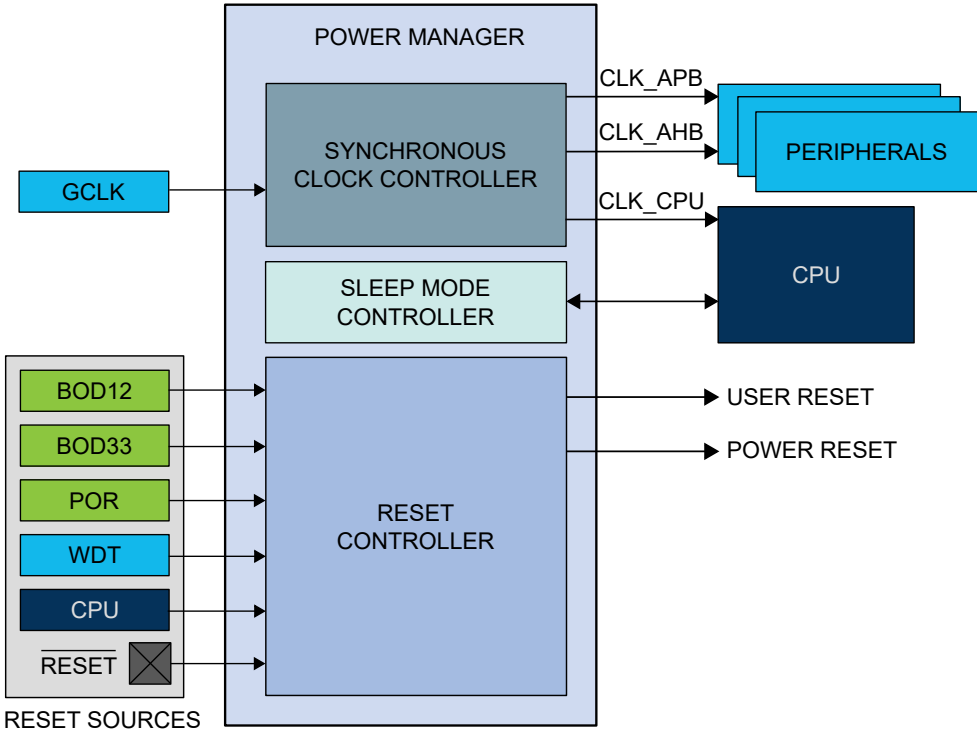 POWER MANAGER
CLK_APB
SYNCHRONOUS
CLOCK CONTROLLER
CLK_AHB
PERIPHERALS
GCLK
CLK_CPU
CPU
SLEEP MODE
CONTROLLER
BOD12
BOD33
POR
WDT
CPU
RESET
RESET SOURCES
RESET
CONTROLLER
USER RESET
POWER RESET